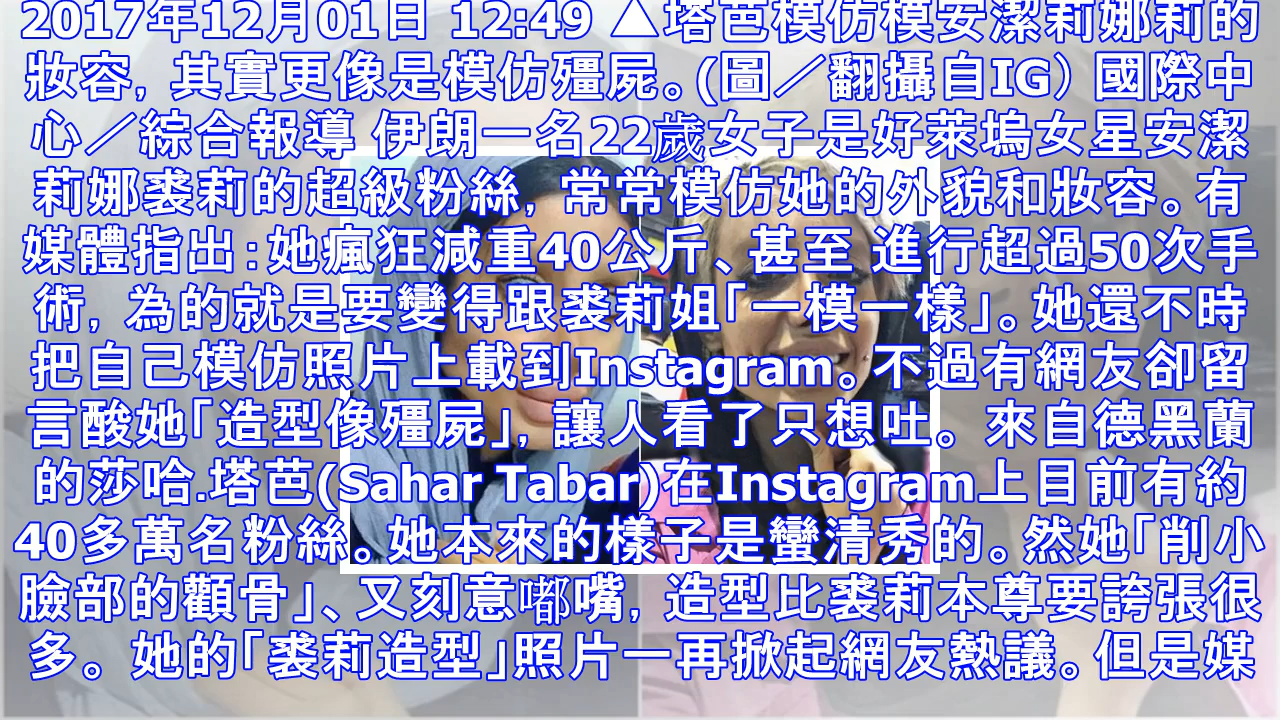 2017年12月01日 12:49 ▲塔芭模仿模安潔莉娜莉的
妝容，其實更像是模仿殭屍。(圖／翻攝自IG） 國際中
心／綜合報導 伊朗一名22歲女子是好萊塢女星安潔
莉娜裘莉的超級粉絲，常常模仿她的外貌和妝容。有
媒體指出：她瘋狂減重40公斤、甚至 進行超過50次手
術，為的就是要變得跟裘莉姐「一模一樣」。她還不時
把自己模仿照片上載到Instagram。不過有網友卻留
言酸她「造型像殭屍」，讓人看了只想吐。 來自德黑蘭
的莎哈.塔芭(Sahar Tabar)在Instagram上目前有約
40多萬名粉絲。她本來的樣子是蠻清秀的。然她「削小
臉部的顴骨」、又刻意嘟嘴，造型比裘莉本尊要誇張很
多。 她的「裘莉造型」照片一再掀起網友熱議。但是媒